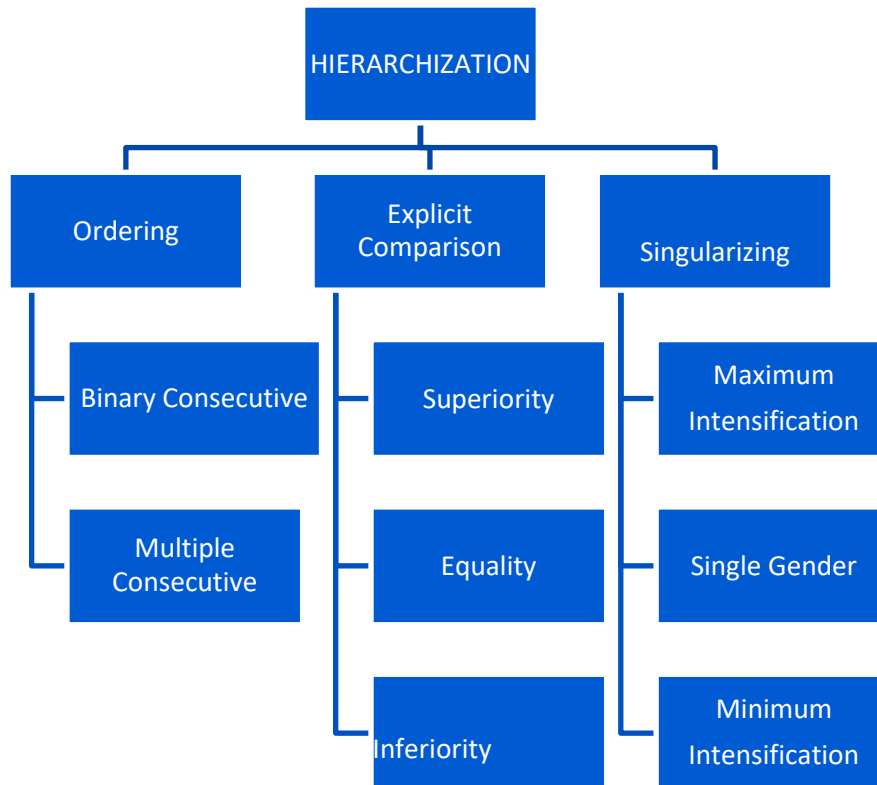 HIERARCHIZATION
Ordering
Explicit
Comparison
Singularizing
Binary Consecutive
Superiority
Maximum
Intensification
Multiple
Consecutive
Equality
Single Gender
Inferiority
Minimum
Intensification